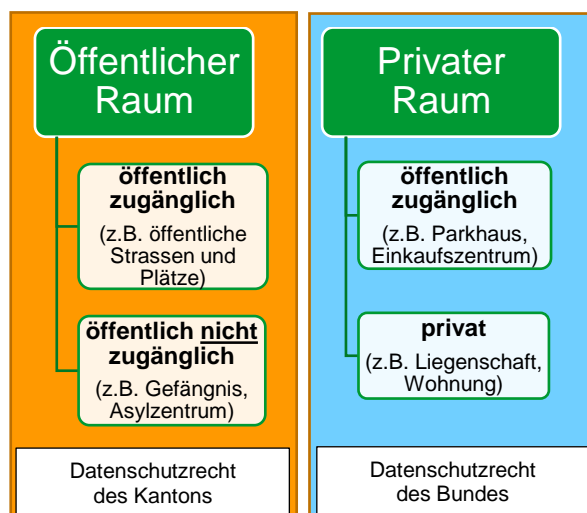 Öffentlicher
Raum
öffentlich
zugänglich
(z.B. öffentliche
Strassen und
Plätze)
öffentlich nicht
zugänglich
(z.B. Gefängnis,
Asylzentrum)
Datenschutzrecht
des Kantons
Privater
Raum
öffentlich
zugänglich
(z.B. Parkhaus,
Einkaufszentrum)
privat
(z.B. Liegenschaft,
Wohnung)
Datenschutzrecht
des Bundes